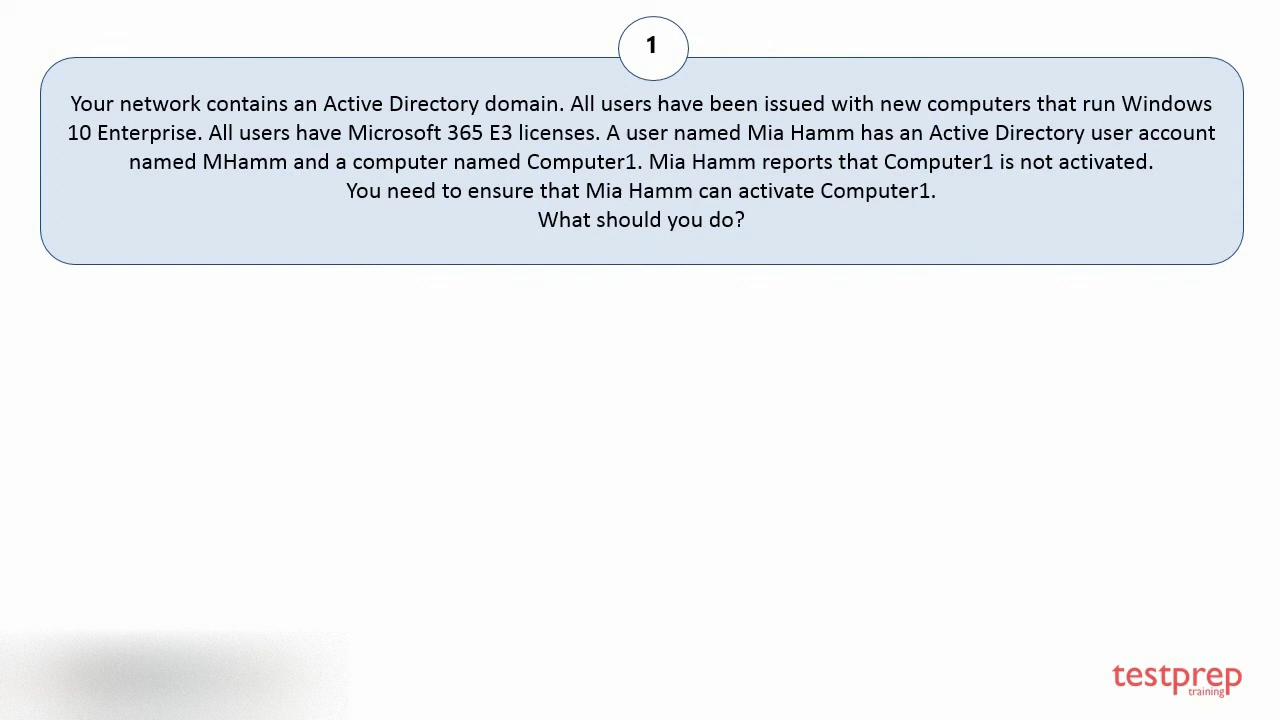 1
Your network contains an Active Directory domain. All users have been issued with new computers that run Windows
10 Enterprise. All users have Microsoft 365 E3 licenses. A user named Mia Hamm has an Active Directory user account
named MHamm and a computer named Computer1. Mia Hamm reports that Computer1 is not activated.
You need to ensure that Mia Hamm can activate Computer1.
What should you do?
testprep
training